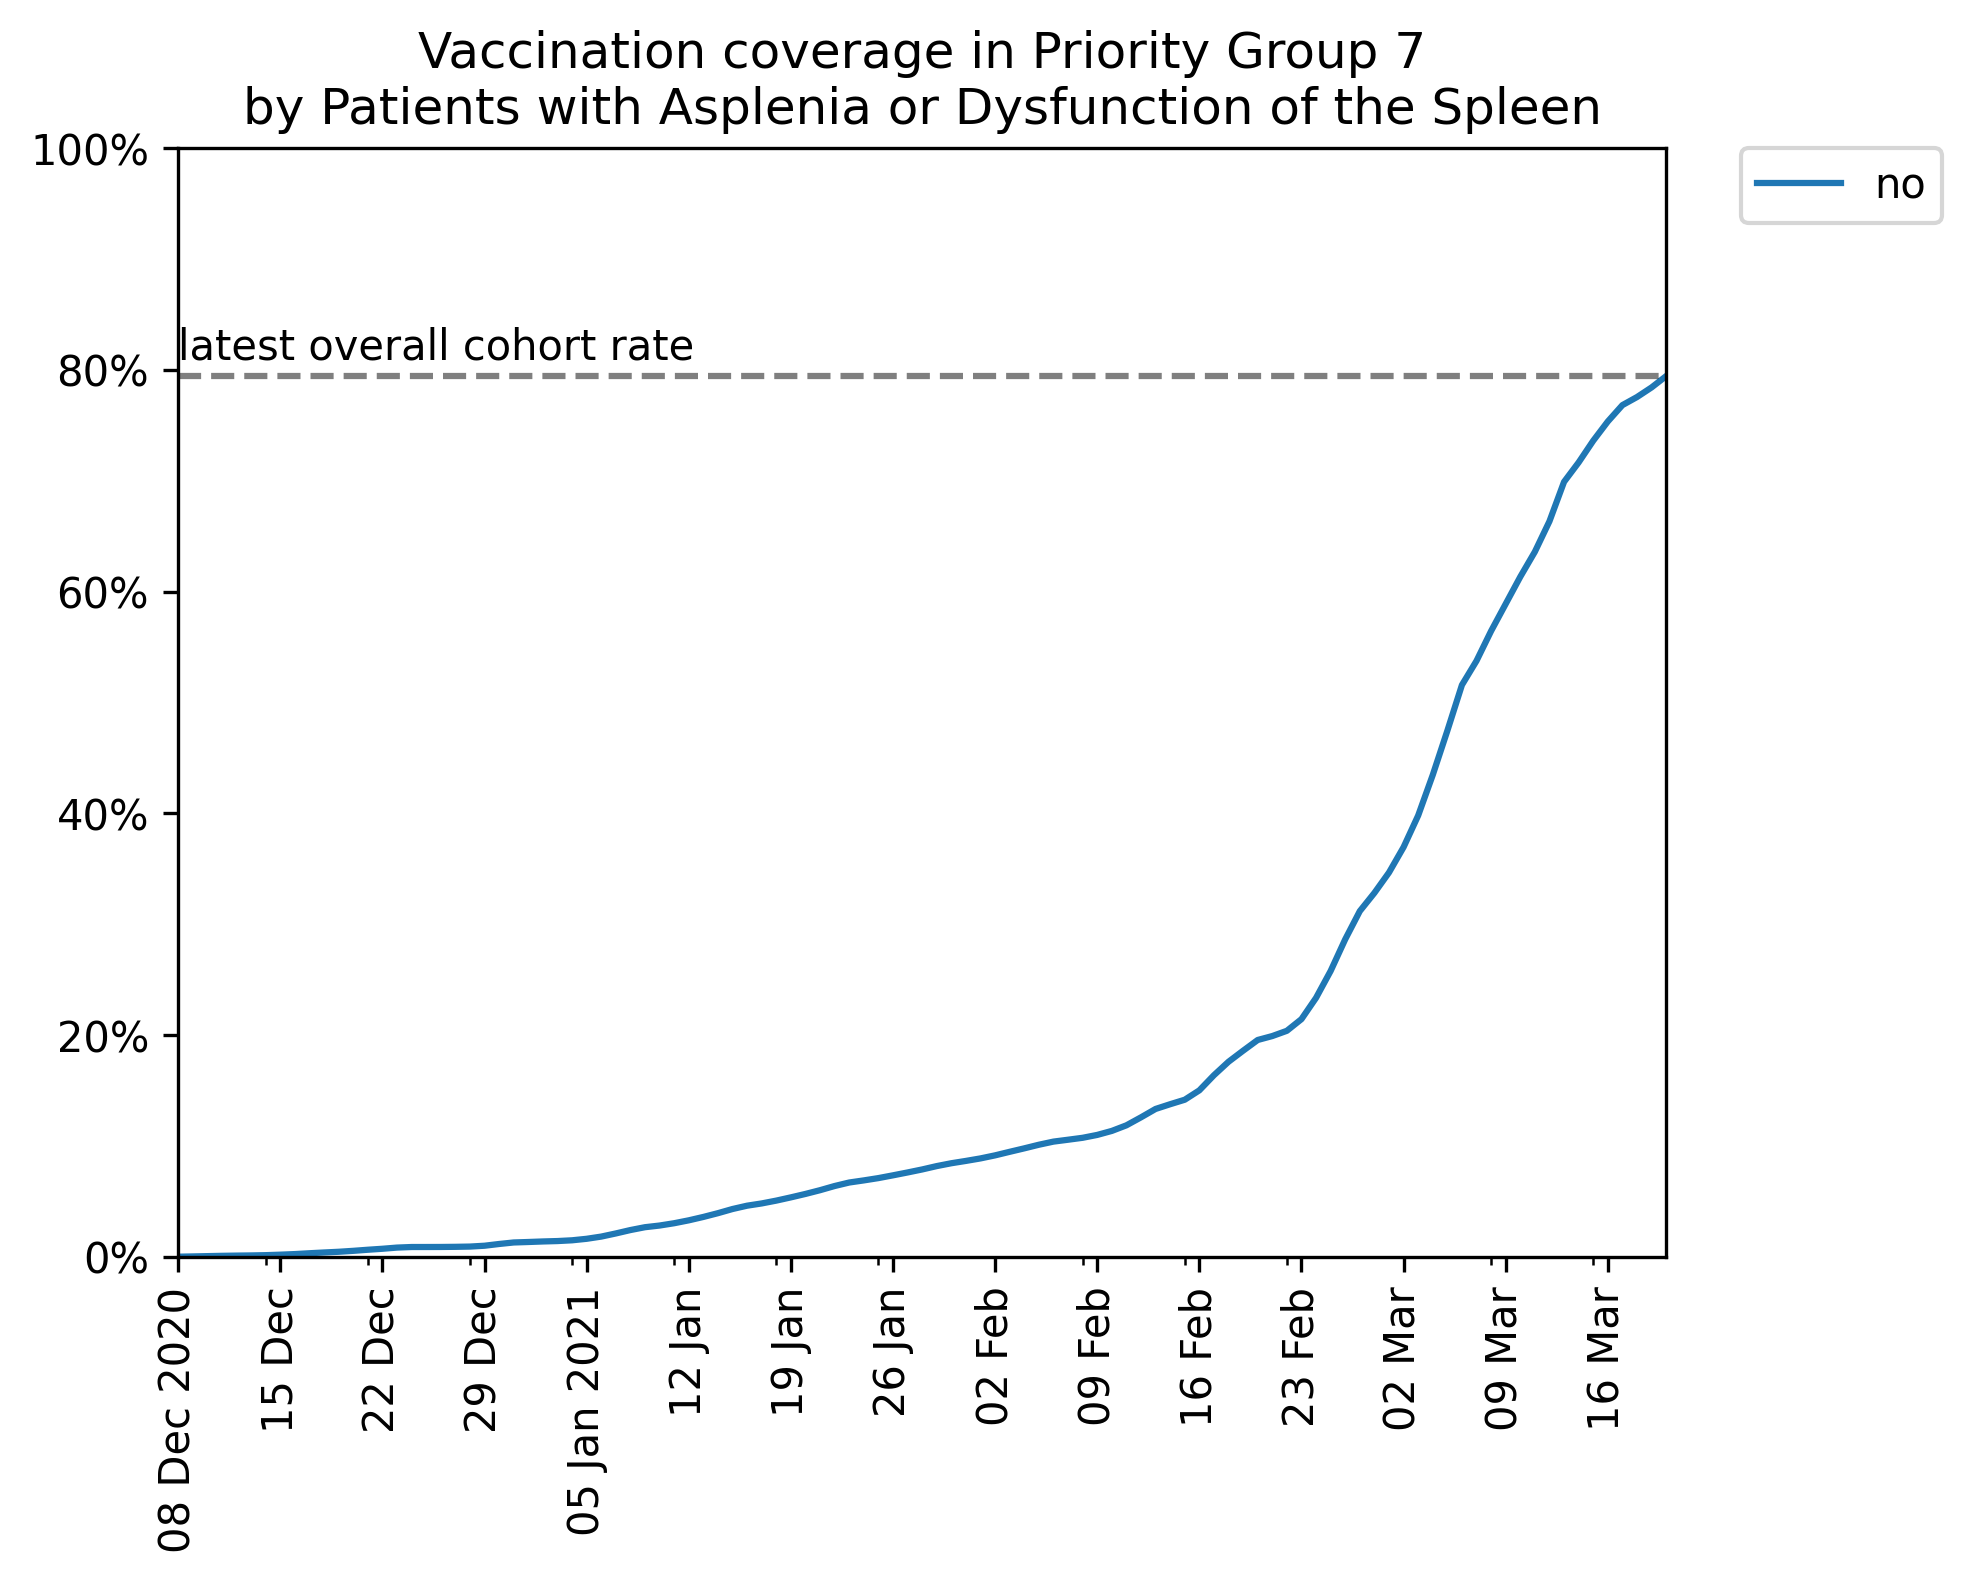 Vaccination coverage in Priority Group 7
by Patients with Asplenia or Dysfunction of the Spleen
100%
80%
60%
40%
20%
0%
latest overall cohort rate
no
08 Dec 2020
15 Dec
22 Dec
29 Dec
05 Jan 2021
12 Jan
19 Jan
26 Jan
02 Feb
09 Feb
16 Feb
23 Feb
02 Mar
09 Mar
16 Mar